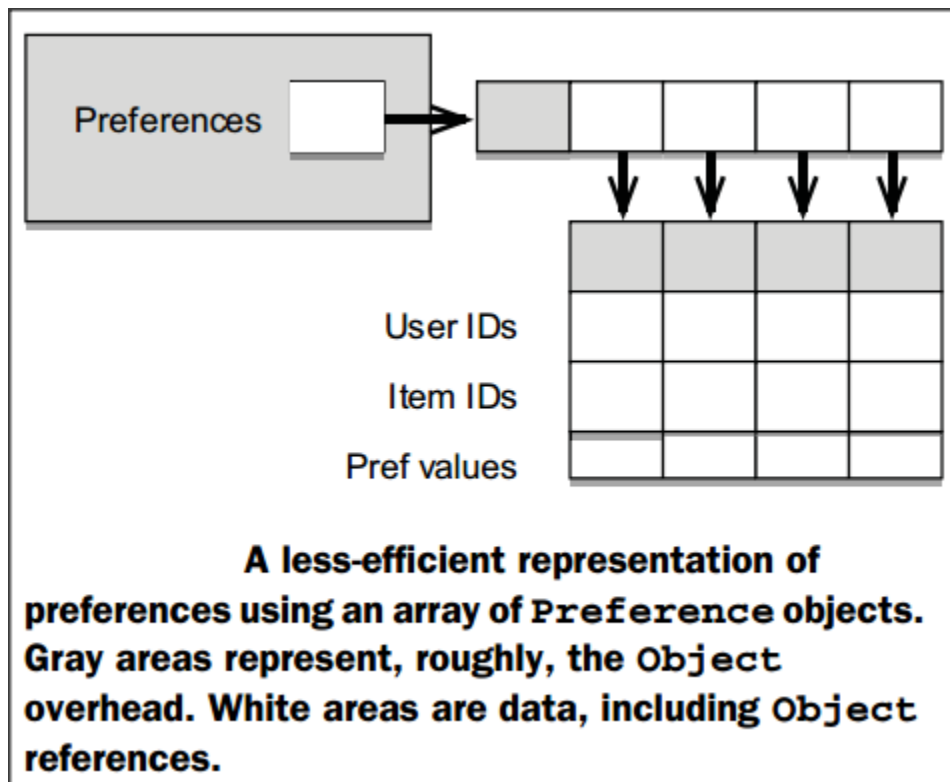 Preferences
User IDs
Item IDs
Pref values
A less-efficient representation of
preferences using an array of Preference objects.
Gray areas represent, roughly, the Object
overhead. White areas are data, including Object
references.